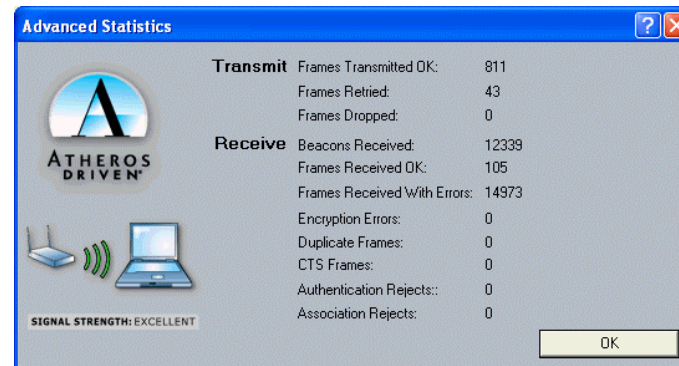 Advanced Statistics
Transmit Frames Transmitted OK: 811
Frames Retried: 43
Frames Dropped: 0
Receive Beacons Received: 12339
Frames Received OK: 105
Frames Received With Errors: 14973
Encryption Errors: 0
Duplicate Frames: 0
CTS Frames: 0
Authentication Rejects:: 0
Association Rejects: 0
ATHEROS
DRIVEN
SIGNAL STRENGTH: EXCELLENT
OK